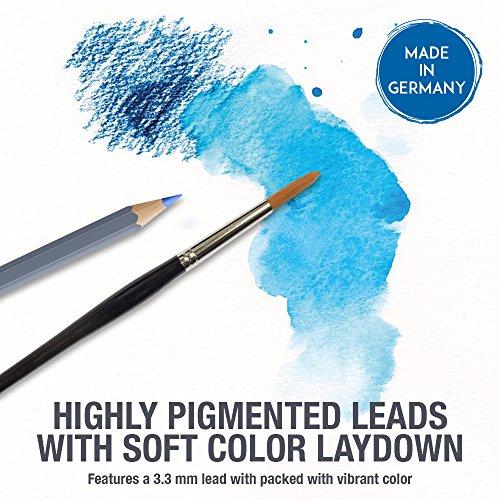 MADE
IN
GERMANY
HIGHLY PIGMENTED LEADS
WITH SOFT COLOR LAYDOWN
Features a 3.3 mm lead with packed with vibrant color